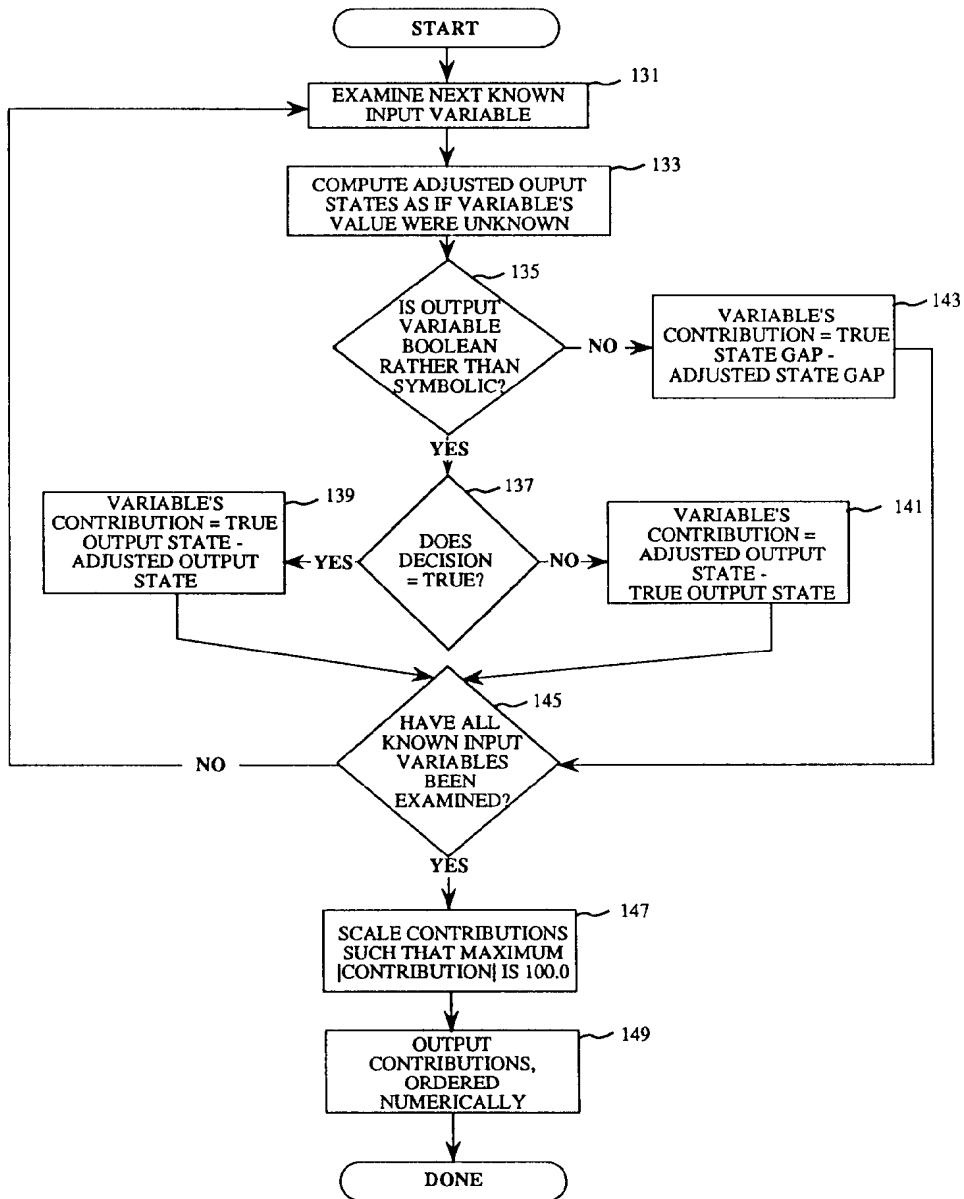 START
131
EXAMINE NEXT KNOWN
INPUT VARIABLE
133
COMPUTE ADJUSTED OUPUT
STATES AS IF VARIABLE'S
VALUE WERE UNKNOWN
135
IS OUTPUT
VARIABLE
BOOLEAN
RATHER THAN
SYMBOLIC?
NO
143
VARIABLE'S
CONTRIBUTION = TRUE
STATE GAP -
ADJUSTED STATE GAP
YES
137
DOES
DECISION
= TRUE?
YES
139
VARIABLE'S
CONTRIBUTION = TRUE
OUTPUT STATE -
ADJUSTED OUTPUT
STATE
NO
141
VARIABLE'S
CONTRIBUTION =
ADJUSTED OUTPUT
STATE -
TRUE OUTPUT STATE
145
HAVE ALL
KNOWN INPUT
VARIABLES
BEEN
EXAMINED?
NO
YES
147
SCALE CONTRIBUTIONS
SUCH THAT MAXIMUM
|CONTRIBUTION| IS 100.0
149
OUTPUT
CONTRIBUTIONS,
ORDERED
NUMERICALLY
DONE